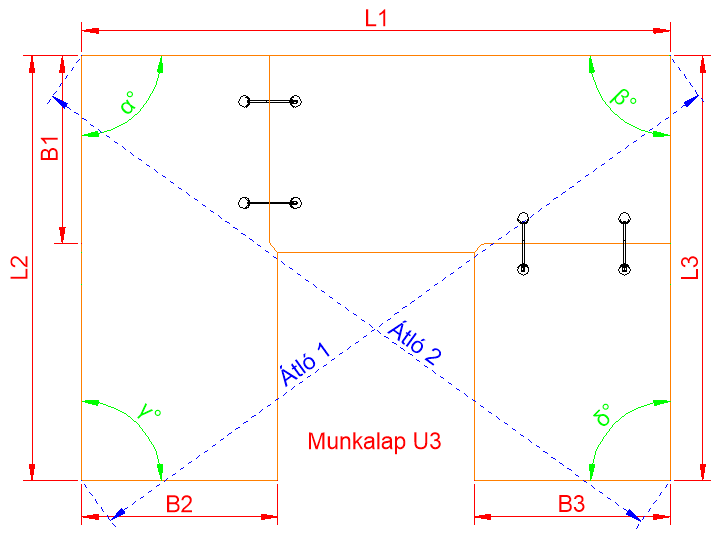 L1
α°
β°
B1
L2
L3
Átló 1
Átló 2
γ°
δ°
Munkalap U3
B2
B3